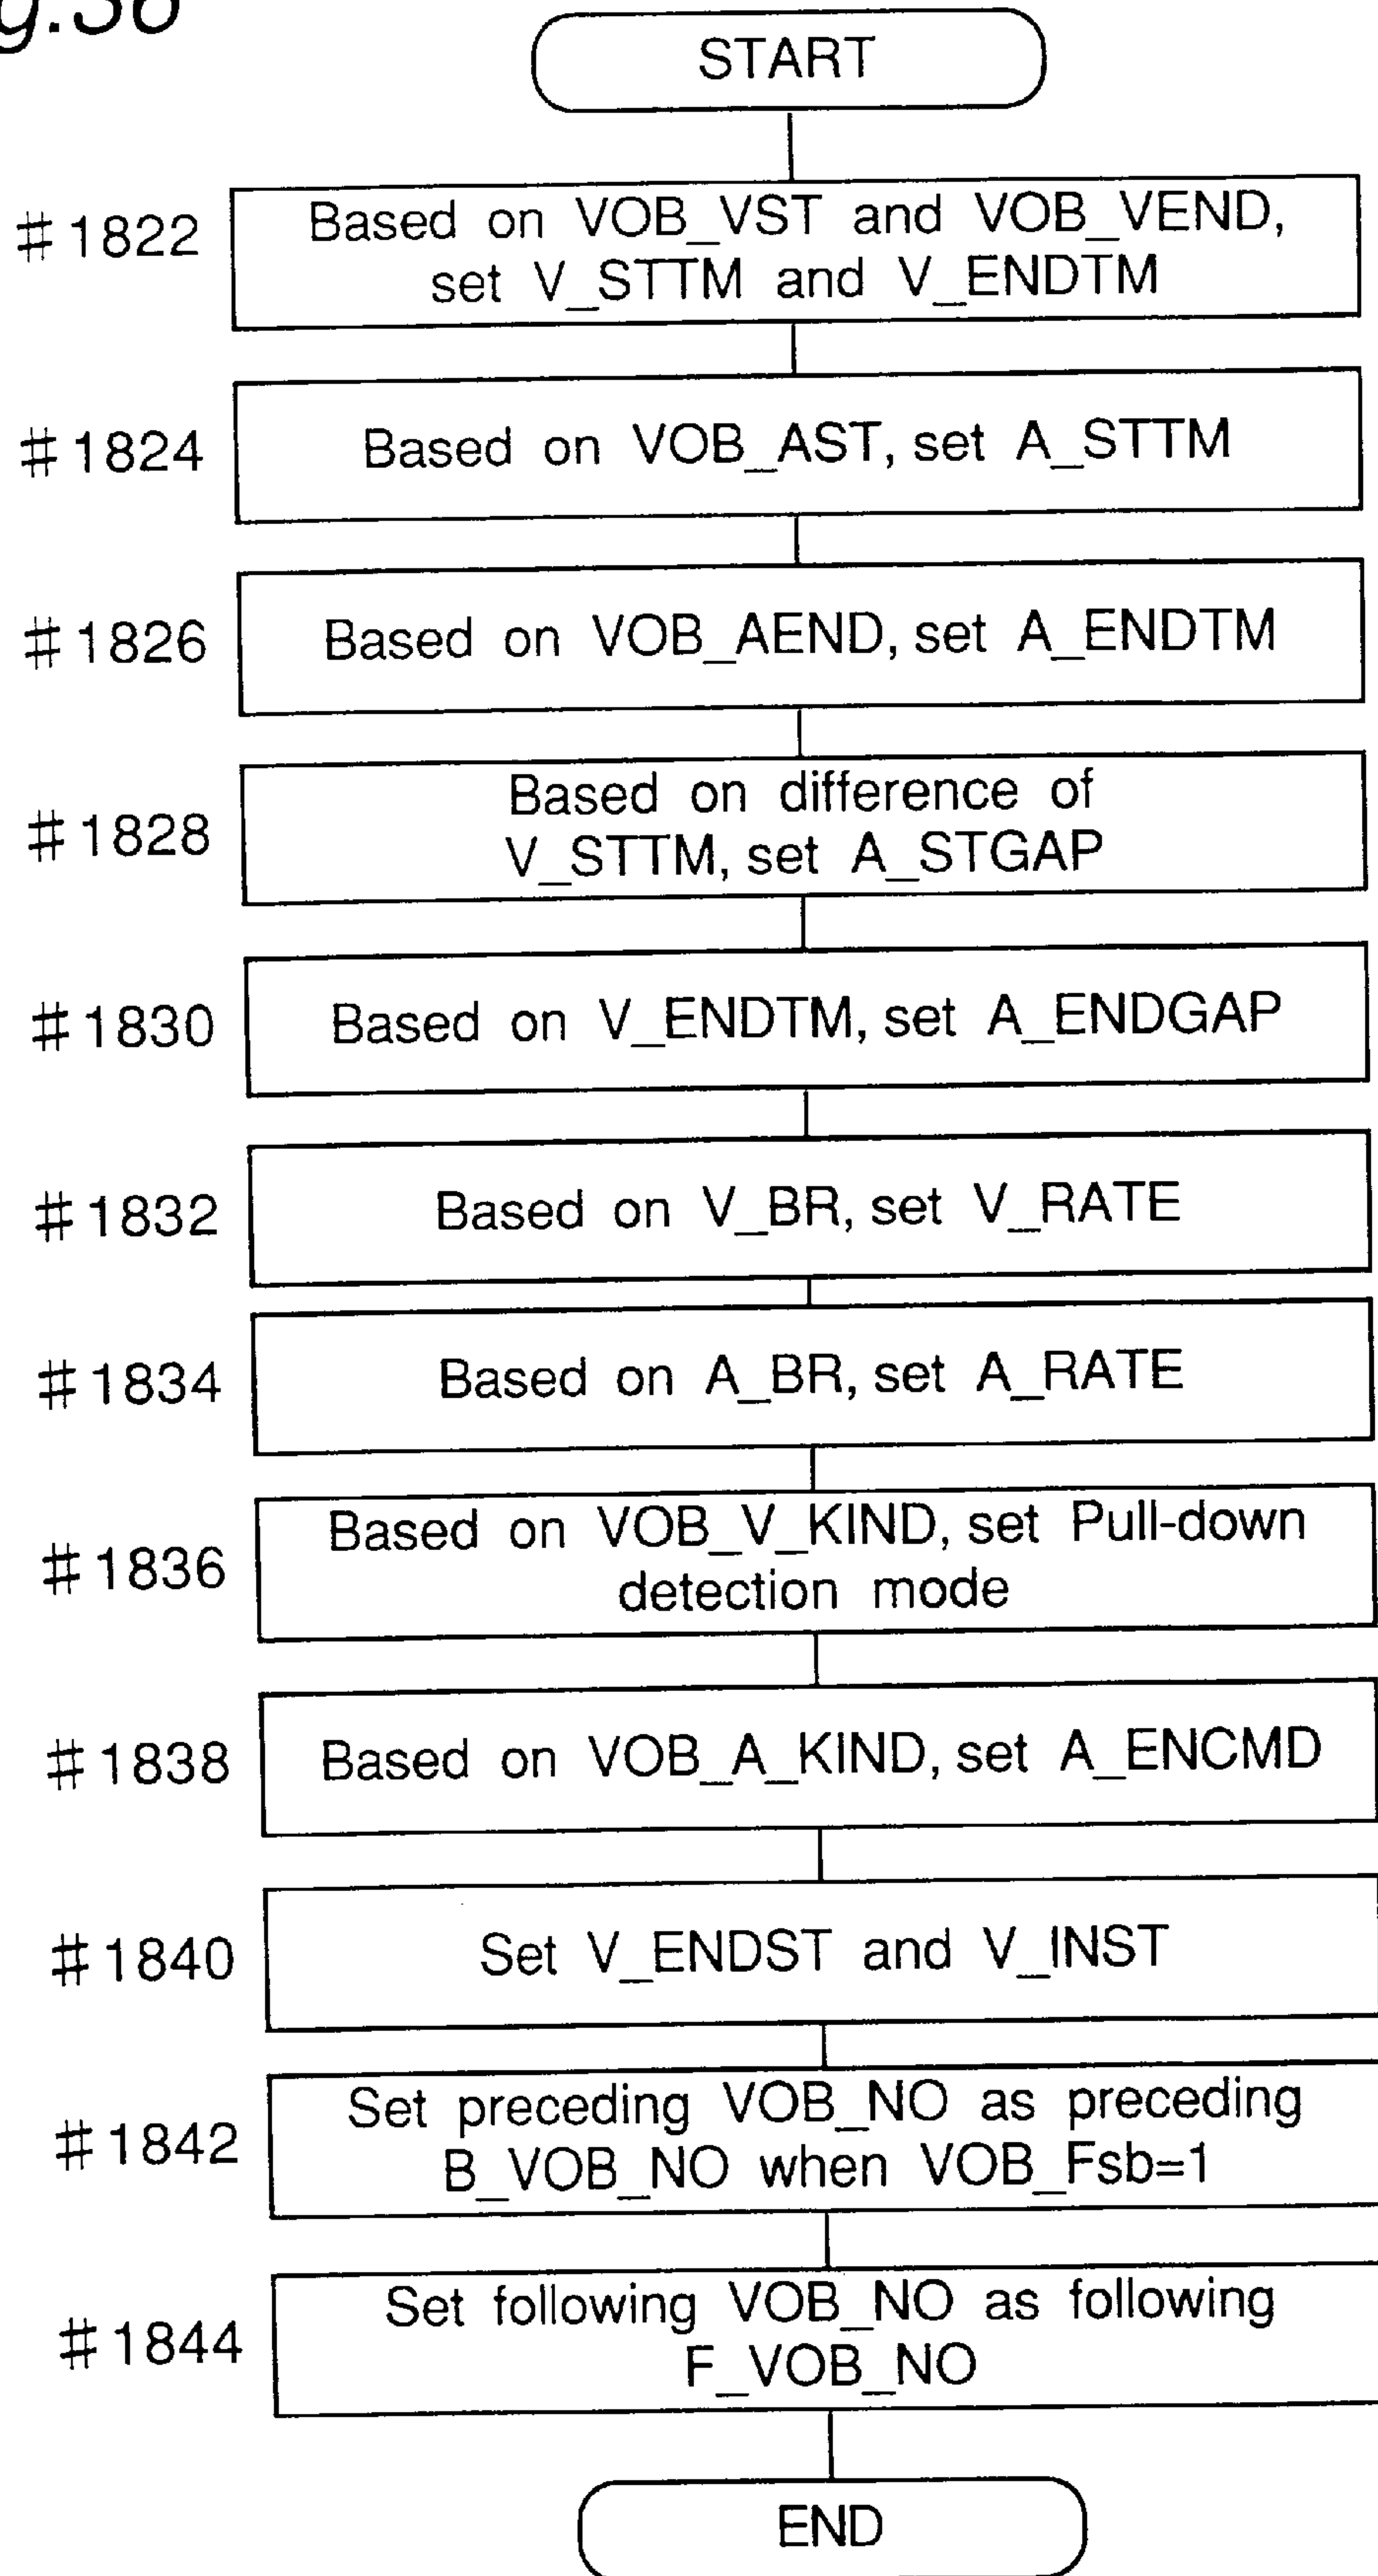 g.38
START
#1822
Based on VOB_VST and VOB_VEND,
set V_STTM and V_ENDTM
#1824
Based on VOB_AST, set A_STTM
#1826
Based on VOB_AEND, set A_ENDTM
#1828
Based on difference of
V_STTM, set A_STGAP
#1830
Based on V_ENDTM, set A_ENDGAP
#1832
Based on V_BR, set V_RATE
#1834
Based on A_BR, set A_RATE
#1836
Based on VOB_V_KIND, set Pull-down
detection mode
#1838
Based on VOB_A_KIND, set A_ENCMD
#1840
Set V_ENDST and V_INST
#1842
Set preceding VOB_NO as preceding
B_VOB_NO when VOB_Fsb=1
#1844
Set following VOB_NO as following
F_VOB_NO
END